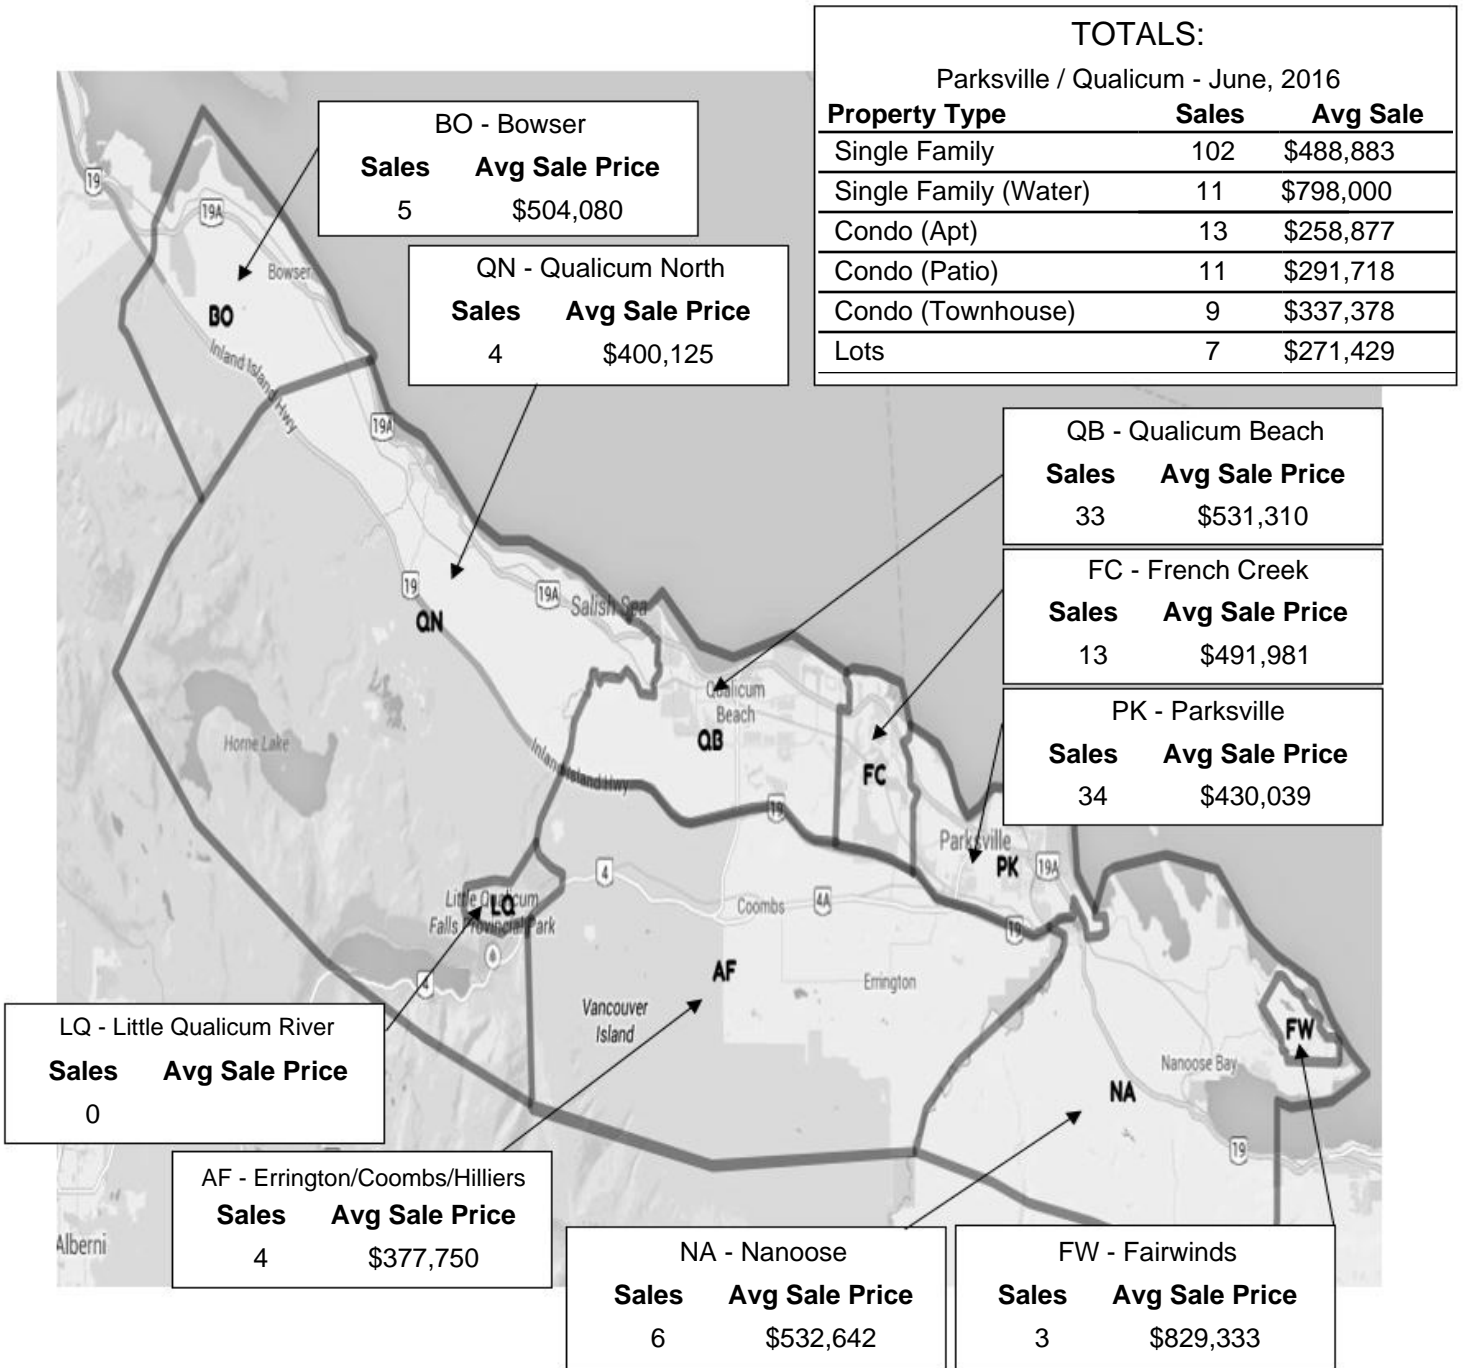 TOTALS:
Parksville / Qualicum - June, 2016
Property Type Sales Avg Sale
Single Family 102 $488,883
Single Family (Water) 11 $798,000
Condo (Apt) 13 $258,877
Condo (Patio) 11 $291,718
Condo (Townhouse) 9 $337,378
Lots 7 $271,429
BO - Bowser
Sales Avg Sale Price
5 $504,080
QN - Qualicum North
Sales Avg Sale Price
4 $400,125
QB - Qualicum Beach
Sales Avg Sale Price
33 $531,310
FC - French Creek
Sales Avg Sale Price
13 $491,981
PK - Parksville
Sales Avg Sale Price
34 $430,039
LQ - Little Qualicum River
Sales Avg Sale Price
0
AF - Errington/Coombs/Hilliers
Sales Avg Sale Price
4 $377,750
NA - Nanoose
Sales Avg Sale Price
6 $532,642
FW - Fairwinds
Sales Avg Sale Price
3 $829,333
19
19A
Bowser
BO
Inland Island Hwy
19A
19
19A
Salish Sea
QN
Qualicum
Beach
QB
Horne Lake
Inland Island Hwy
FC
19
Parksville
PK
19A
4
Little Qualicum
LQ
Falls Provincial Park
Coombs
4A
19
4
AF
Errington
Vancouver
Island
FW
Nanoose Bay
NA
19
Alberni